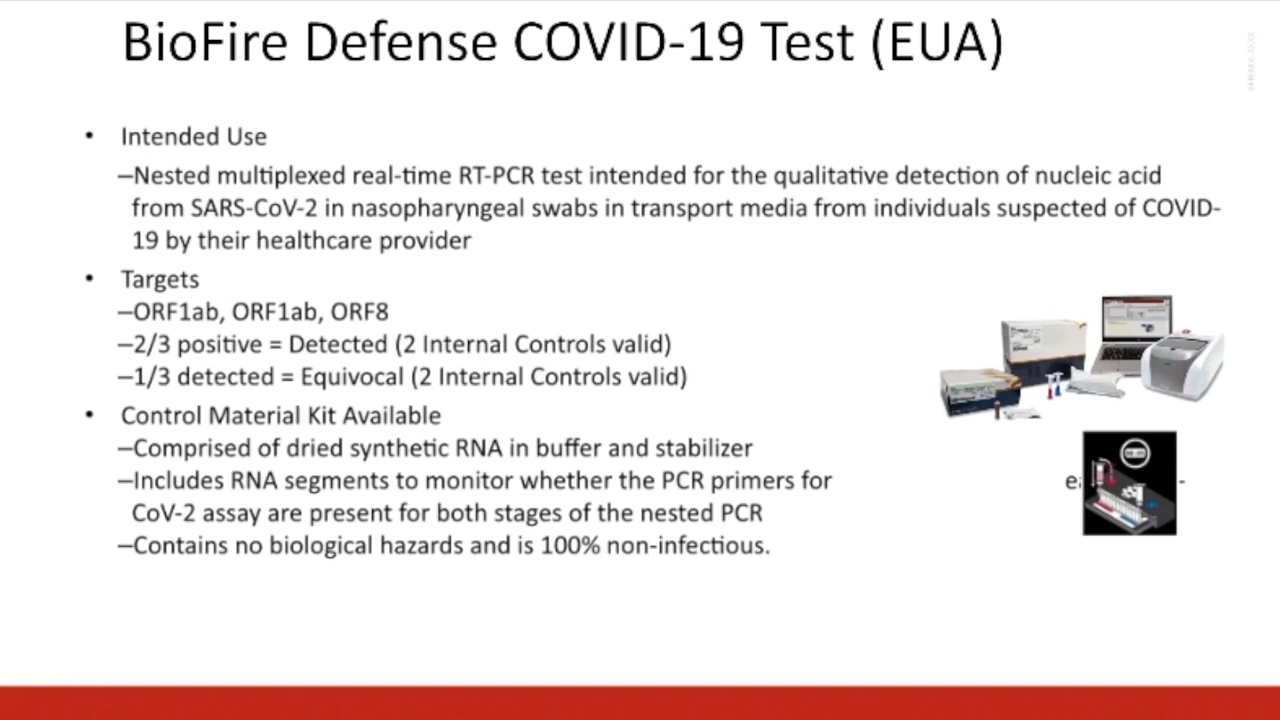 BioFire Defense COVID-19 Test (EUA)
• Intended Use
–Nested multiplexed real-time RT-PCR test intended for the qualitative detection of nucleic acid
from SARS-CoV-2 in nasopharyngeal swabs in transport media from individuals suspected of COVID-
19 by their healthcare provider
• Targets
–ORF1ab, ORF1ab, ORF8
–2/3 positive = Detected (2 Internal Controls valid)
–1/3 detected = Equivocal (2 Internal Controls valid)
• Control Material Kit Available
–Comprised of dried synthetic RNA in buffer and stabilizer
–Includes RNA segments to monitor whether the PCR primers for
CoV-2 assay are present for both stages of the nested PCR
–Contains no biological hazards and is 100% non-infectious.